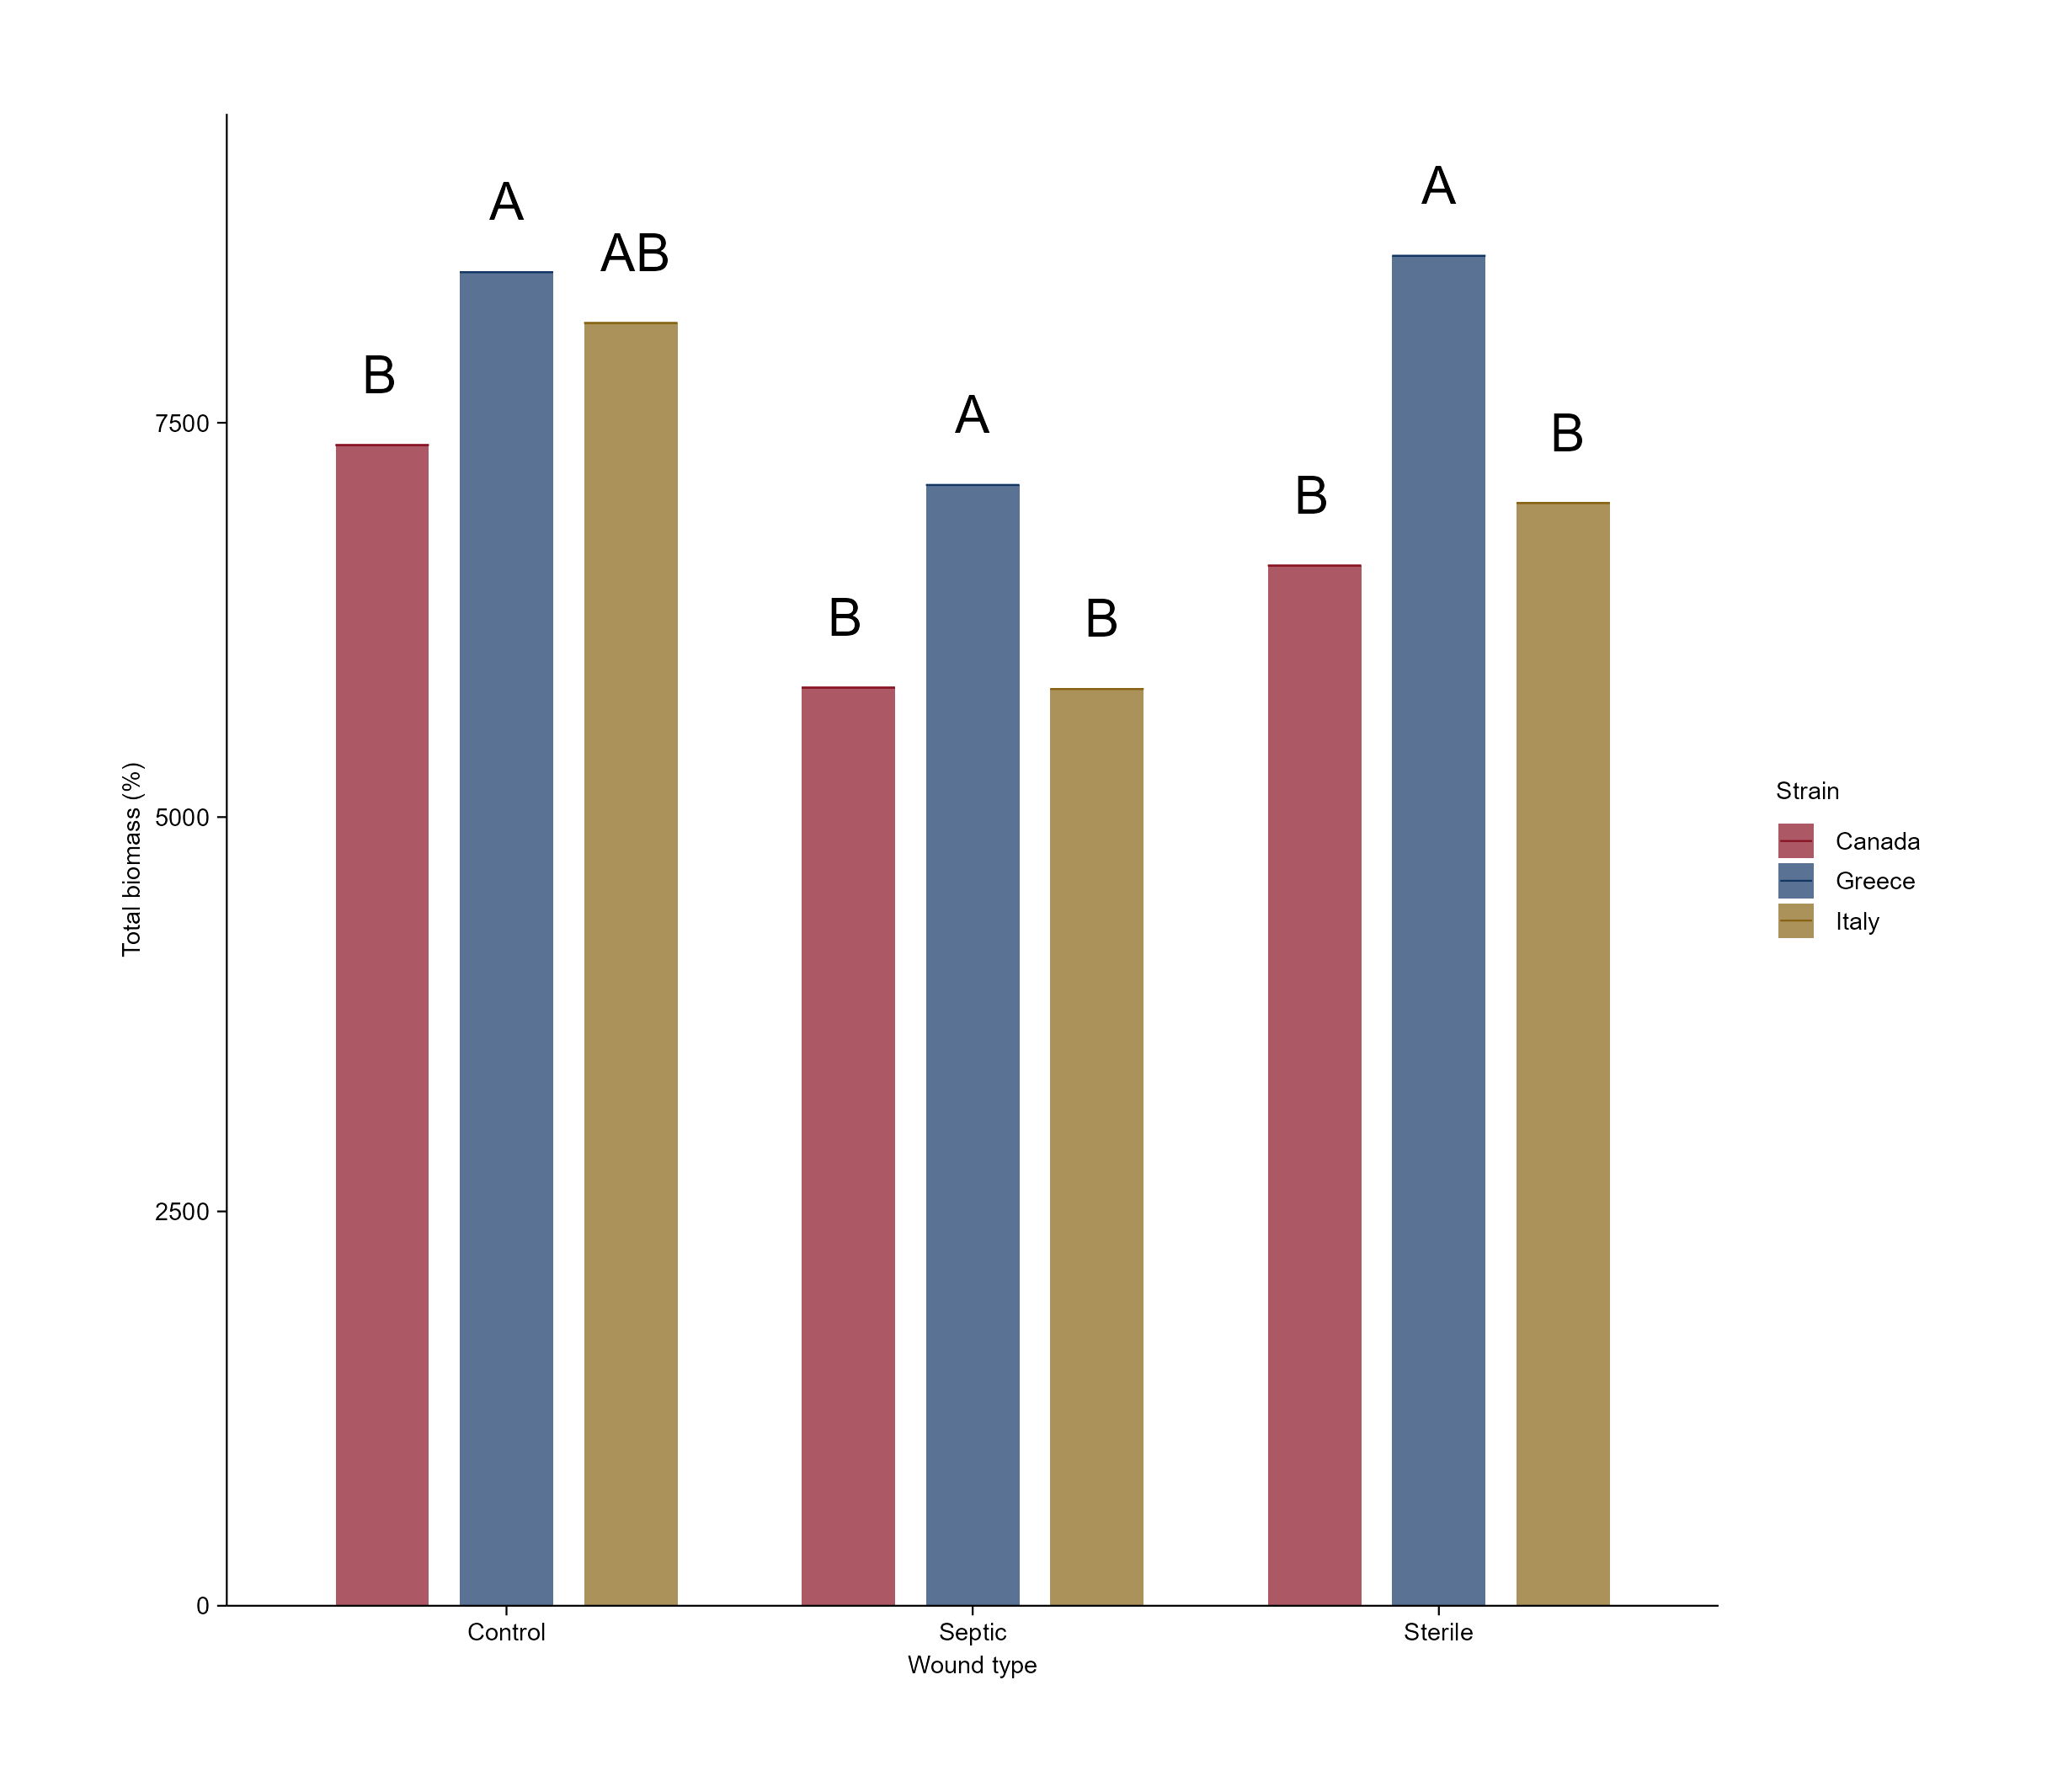 A
A
AB
B
7500
A
B
B
B
B
Total biomass (%)
5000
Strain
Canada
Greece
Italy
2500
0
Control
Septic
Sterile
Wound type